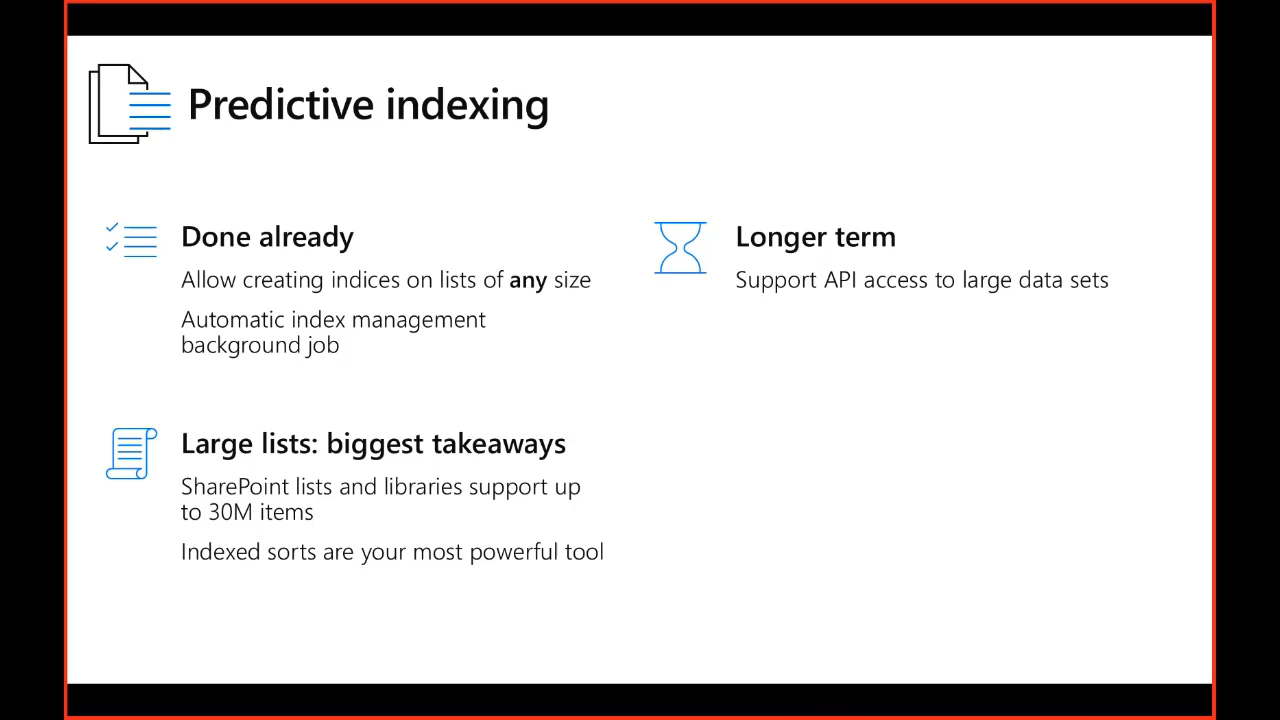 Predictive indexing
Done already
Allow creating indices on lists of any size
Automatic index management
background job
Longer term
Support API access to large data sets
Large lists: biggest takeaways
SharePoint lists and libraries support up
to 30M items
Indexed sorts are your most powerful tool